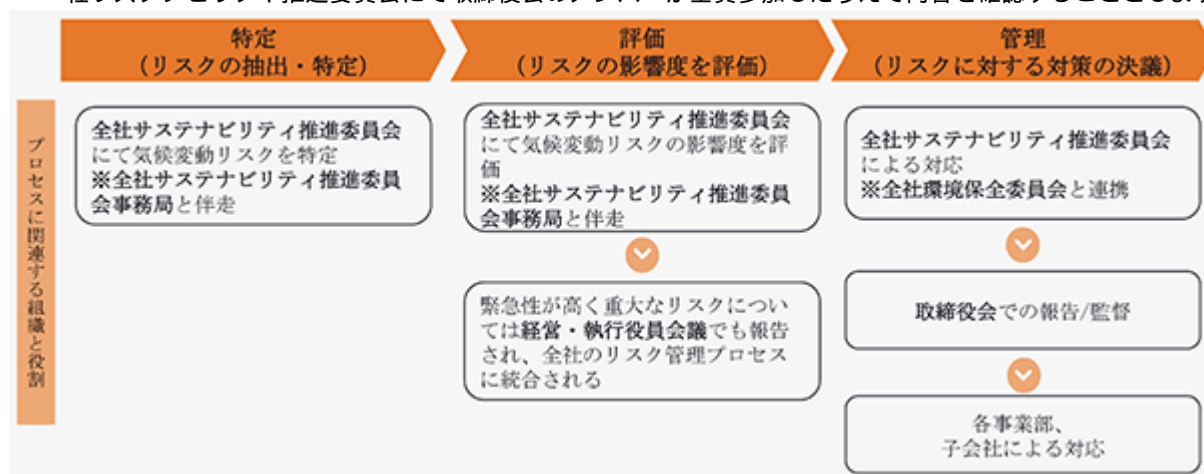 特定
（リスクの抽出・特定）
評価
（リスクの影響度を評価）
管理
（リスクに対する対策の決議）
プロセスに関連する組織と役割
全社サステナビリティ推進委員会
にて気候変動リスクを特定
※全社サステナビリティ推進委員
会事務局と伴走
全社サステナビリティ推進委員会
にて気候変動リスクの影響度を評
価
※全社サステナビリティ推進委員
会事務局と伴走
緊急性が高く重大なリスクについ
ては経営・執行役員会議でも報告
され、全社のリスク管理プロセス
に統合される
全社サステナビリティ推進委員会
による対応
※全社環境保全委員会と連携
取締役会での報告/監督
各事業部、
子会社による対応